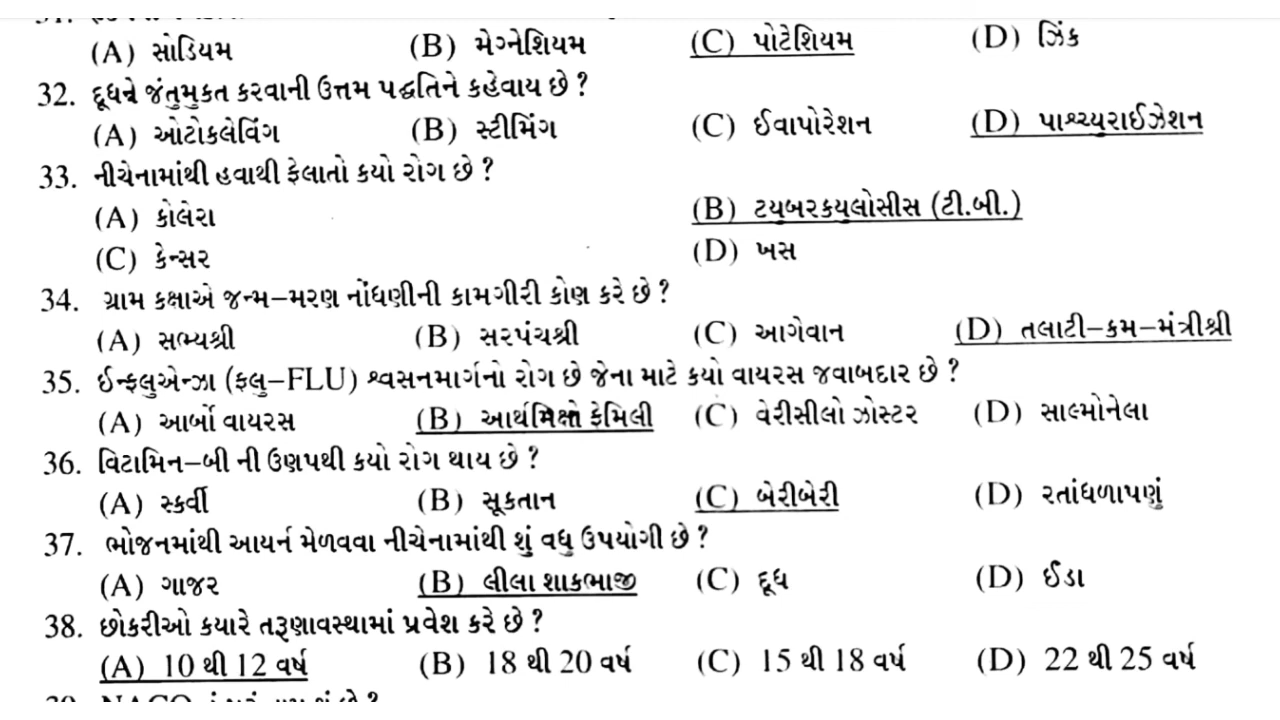 (A) સોડિયમ (B) મેગ્નેશિયમ (C) પોટેશિયમ (D) ઝિંક
32. દૂધને જંતુમુકત કરવાની ઉત્તમ પદ્ધતિને કહેવાય છે ?
(A) ઓટોકલેવિંગ (B) સ્ટીમિંગ (C) ઈવાપોરેશન (D) પાશ્ચ્યુરાઈઝેશન
33. નીચેનામાંથી હવાથી ફેલાતો કયો રોગ છે ?
(A) કોલેરા (B) ટયુબરકયુલોસીસ (ટી.બી.)
(C) કેન્સર (D) ખસ
34. ગ્રામ કક્ષાએ જન્મ–મરણ નોંધણીની કામગીરી કોણ કરે છે ?
(A) સભ્યશ્રી (B) સરપંચશ્રી (C) આગેવાન (D) તલાટી–કમ–મંત્રીશ્રી
35. ઈન્ફલુએન્ઝા (ફલુ–FLU) શ્વસનમાર્ગનો રોગ છે જેના માટે કયો વાયરસ જવાબદાર છે ?
(A) આર્બો વાયરસ (B) ફેમિલી (C) વેરીસીલો ઝોસ્ટર (D) સાલ્મોનેલા
36. વિટામિન–બી ની ઉણપથી કયો રોગ થાય છે ?
(A) સ્કર્વી (B) સૂકતાન (C) બેરીબેરી (D) રતાંધળાપણું
37. ભોજનમાંથી આયર્ન મેળવવા નીચેનામાંથી શું વધુ ઉપયોગી છે ?
(A) ગાજર (B) લીલા શાકભાજી (C) દૂધ (D) ઈંડા
38. છોકરીઓ કયારે તરૂણાવસ્થામાં પ્રવેશ કરે છે ?
(A) 10 થી 12 વર્ષ (B) 18 થી 20 વર્ષ (C) 15 થી 18 વર્ષ (D) 22 થી 25 વર્ષ